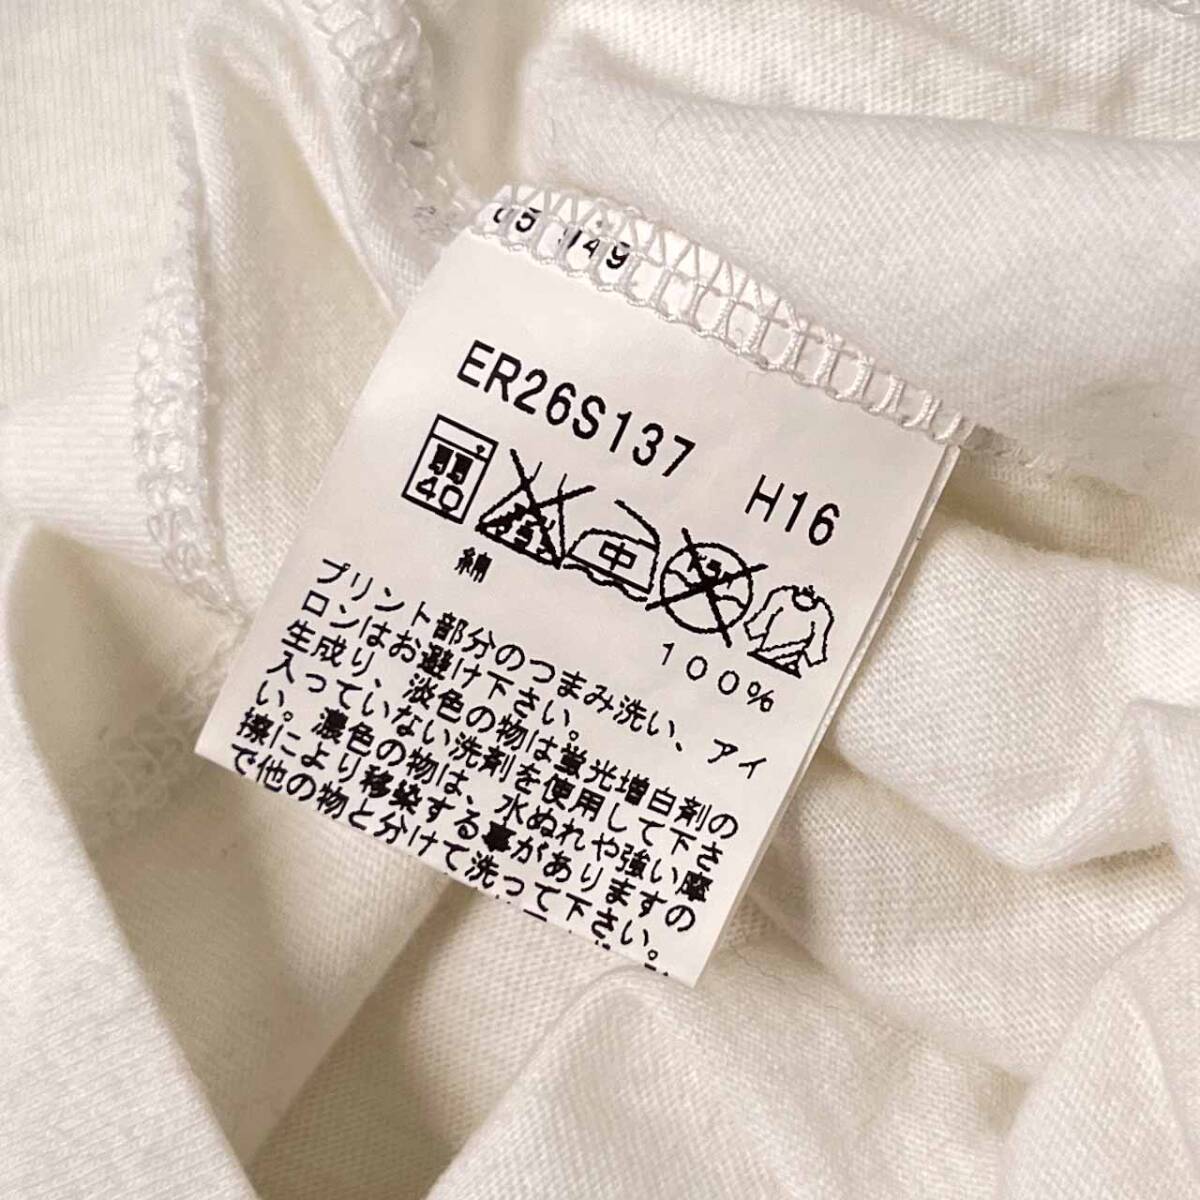 ER26S137 H16
40 中
綿 100%
プリント部分のつまみ洗い、アイ
ロンはお避け下さい。
生成り、淡色の物は蛍光増白剤の
入っていない洗剤を使用して下さ
い。濃色の物は、水ぬれや強い摩
擦により移染する事がありますの
で他の物と分けて洗って下さい。